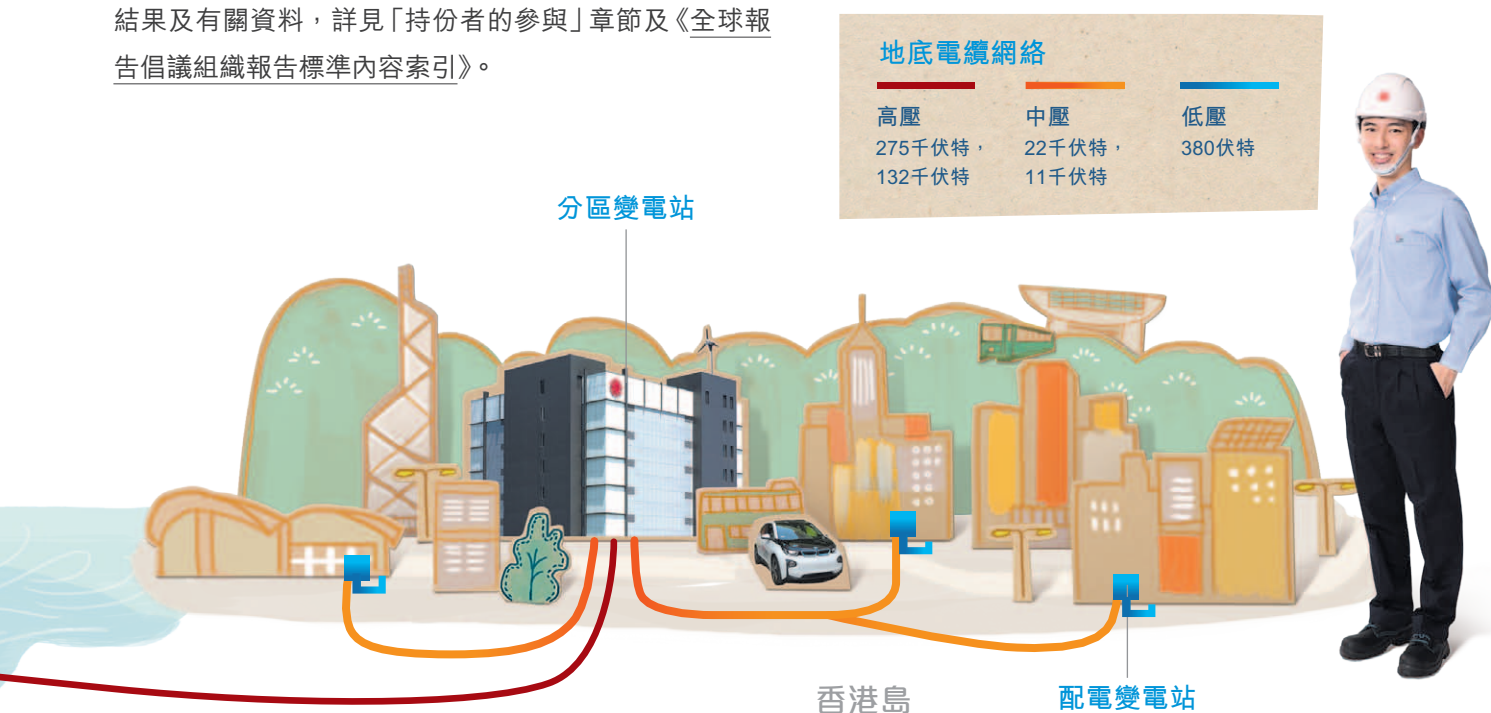 結果及有關資料，詳見「持份者的參與」章節及《全球報
告倡議組織報告標準內容索引》。
地底電纜網絡
高壓
275千伏特，
132千伏特
中壓
22千伏特，
11千伏特
低壓
380伏特
分區變電站
香港島
配電變電站